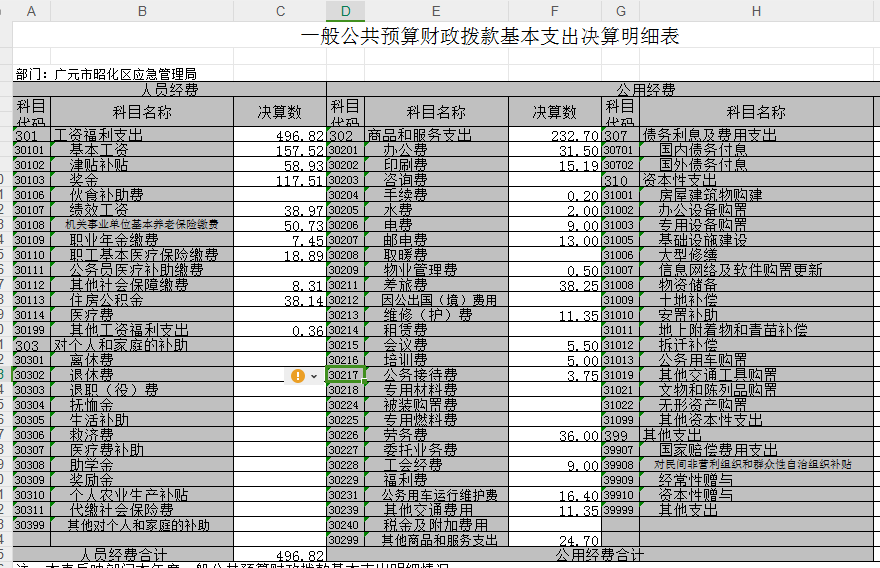 A B C D E F G H
一般公共预算财政拨款基本支出决算明细表
部门：广元市昭化区应急管理局
人员经费 公用经费
科目代码 科目名称 决算数 科目代码 科目名称 决算数 科目代码 科目名称
301 工资福利支出 496.82 302 商品和服务支出 232.70 307 债务利息及费用支出
30101 基本工资 157.52 30201 办公费 31.50 30701 国内债务付息
30102 津贴补贴 58.93 30202 印刷费 15.19 30702 国外债务付息
30103 奖金 117.51 30203 咨询费 310 资本性支出
30106 伙食补助费 30204 手续费 0.20 31001 房屋建筑物购建
30107 绩效工资 38.97 30205 水费 2.00 31002 办公设备购置
30108 机关事业单位基本养老保险缴费 50.73 30206 电费 9.00 31003 专用设备购置
30109 职业年金缴费 7.45 30207 邮电费 13.00 31005 基础设施建设
30110 职工基本医疗保险缴费 18.89 30208 取暖费 31006 大型修缮
30111 公务员医疗补助缴费 30209 物业管理费 0.50 31007 信息网络及软件购置更新
30112 其他社会保障缴费 8.31 30211 差旅费 38.25 31008 物资储备
30113 住房公积金 38.14 30212 因公出国（境）费用 31009 土地补偿
30114 医疗费 30213 维修（护）费 11.35 31010 安置补助
30199 其他工资福利支出 0.36 30214 租赁费 31011 地上附着物和青苗补偿
303 对个人和家庭的补助 30215 会议费 5.50 31012 拆迁补偿
30301 离休费 30216 培训费 5.00 31013 公务用车购置
30302 退休费 30217 公务接待费 3.75 31019 其他交通工具购置
30303 退职（役）费 30218 专用材料费 31021 文物和陈列品购置
30304 抚恤金 30224 被装购置费 31022 无形资产购置
30305 生活补助 30225 专用燃料费 31099 其他资本性支出
30306 救济费 30226 劳务费 36.00 399 其他支出
30307 医疗费补助 30227 委托业务费 39907 国家赔偿费用支出
30308 助学金 30228 工会经费 9.00 39908 对民间非营利组织和群众性自治组织补贴
30309 奖励金 30229 福利费 39909 经常性赠与
30310 个人农业生产补贴 30231 公务用车运行维护费 16.40 39910 资本性赠与
30311 代缴社会保险费 30239 其他交通费用 11.35 39999 其他支出
30399 其他对个人和家庭的补助 30240 税金及附加费用
30299 其他商品和服务支出 24.70
人员经费合计 496.82 公用经费合计